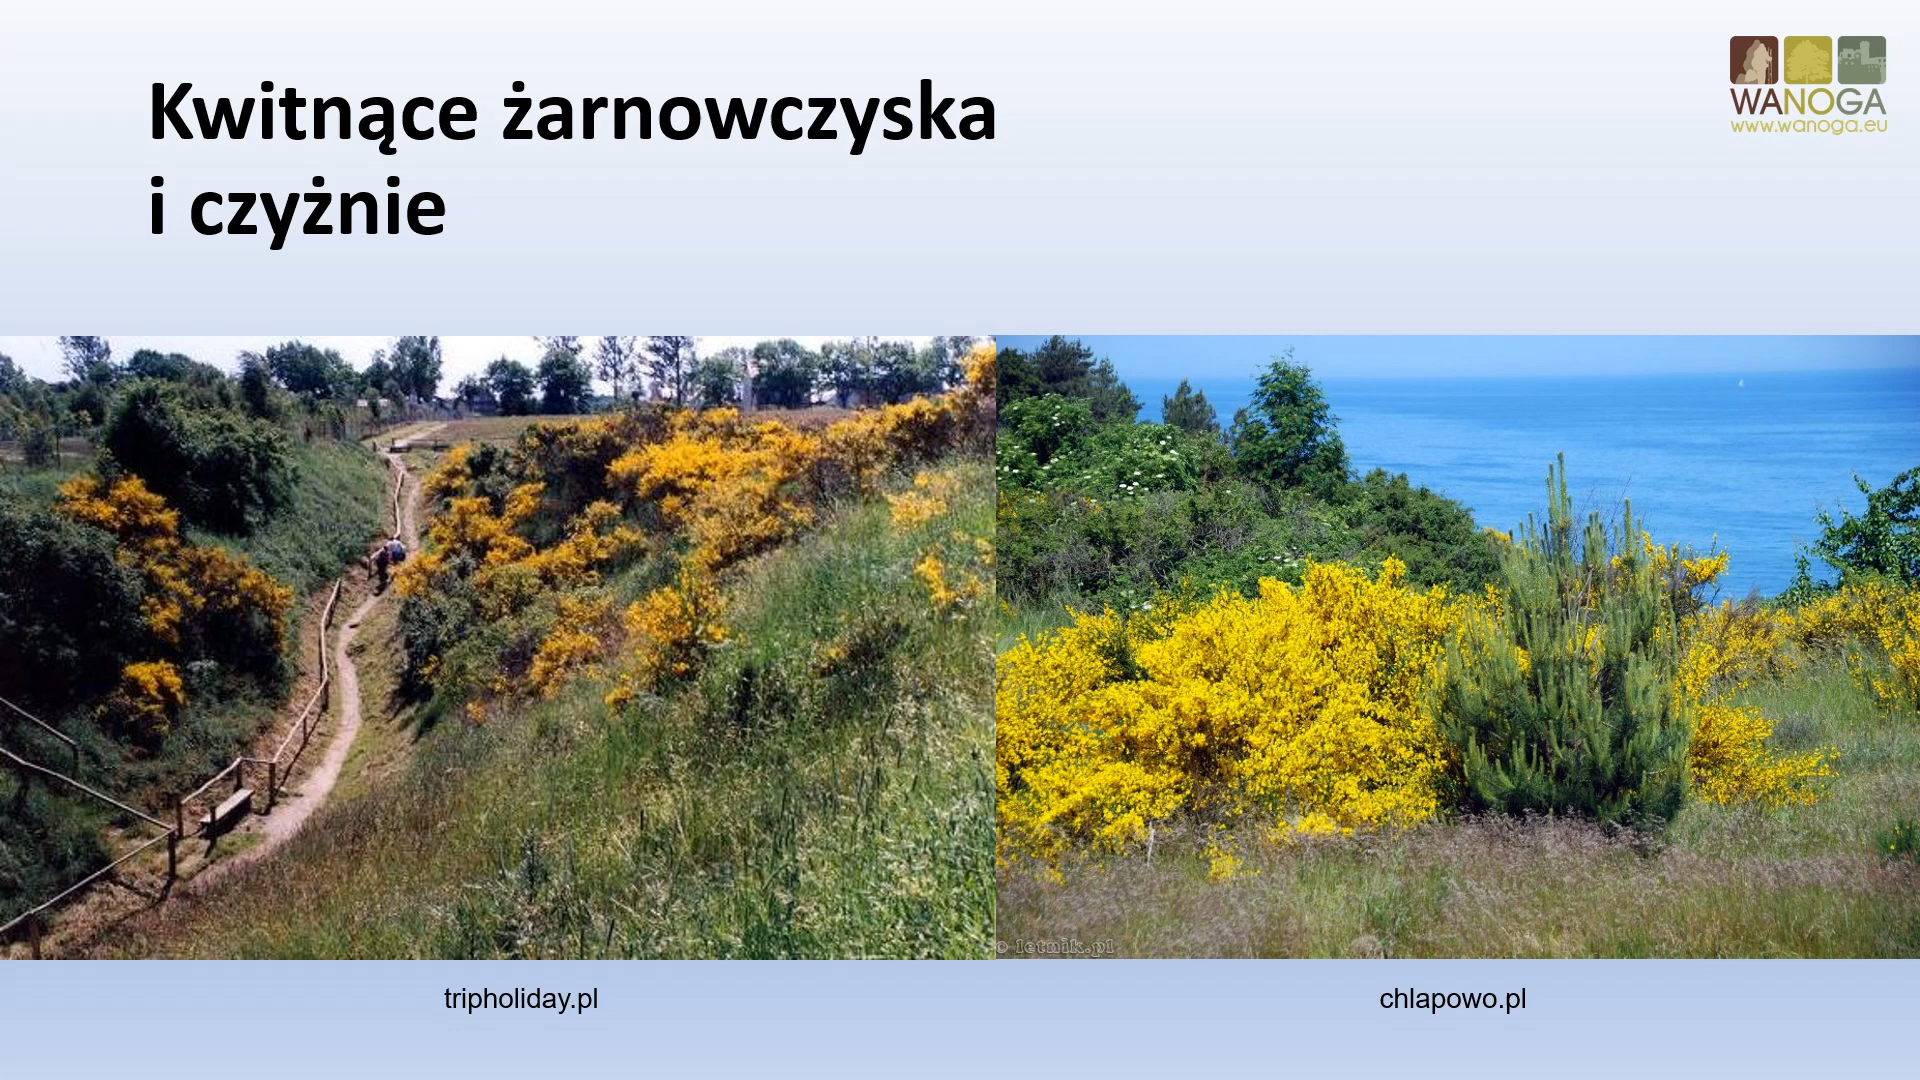 Kwitnące żarnowczyska
i czyżnie
WANOGA
www.wanoga.eu
© letnik.pl
tripholiday.pl
chlapowo.pl